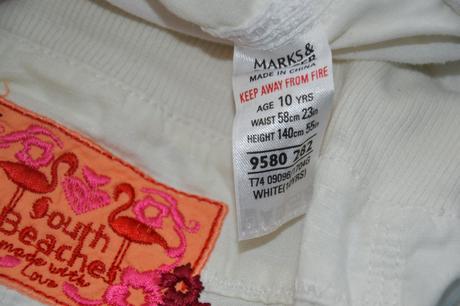 MARKS &
MADE IN CHINA
KEEP AWAY FROM FIRE
AGE 10 YRS
WAIST 58cm 23in
HEIGHT 140cm 55in
9580 782
T74 09096
WHITE
South
Beaches
made with
Love